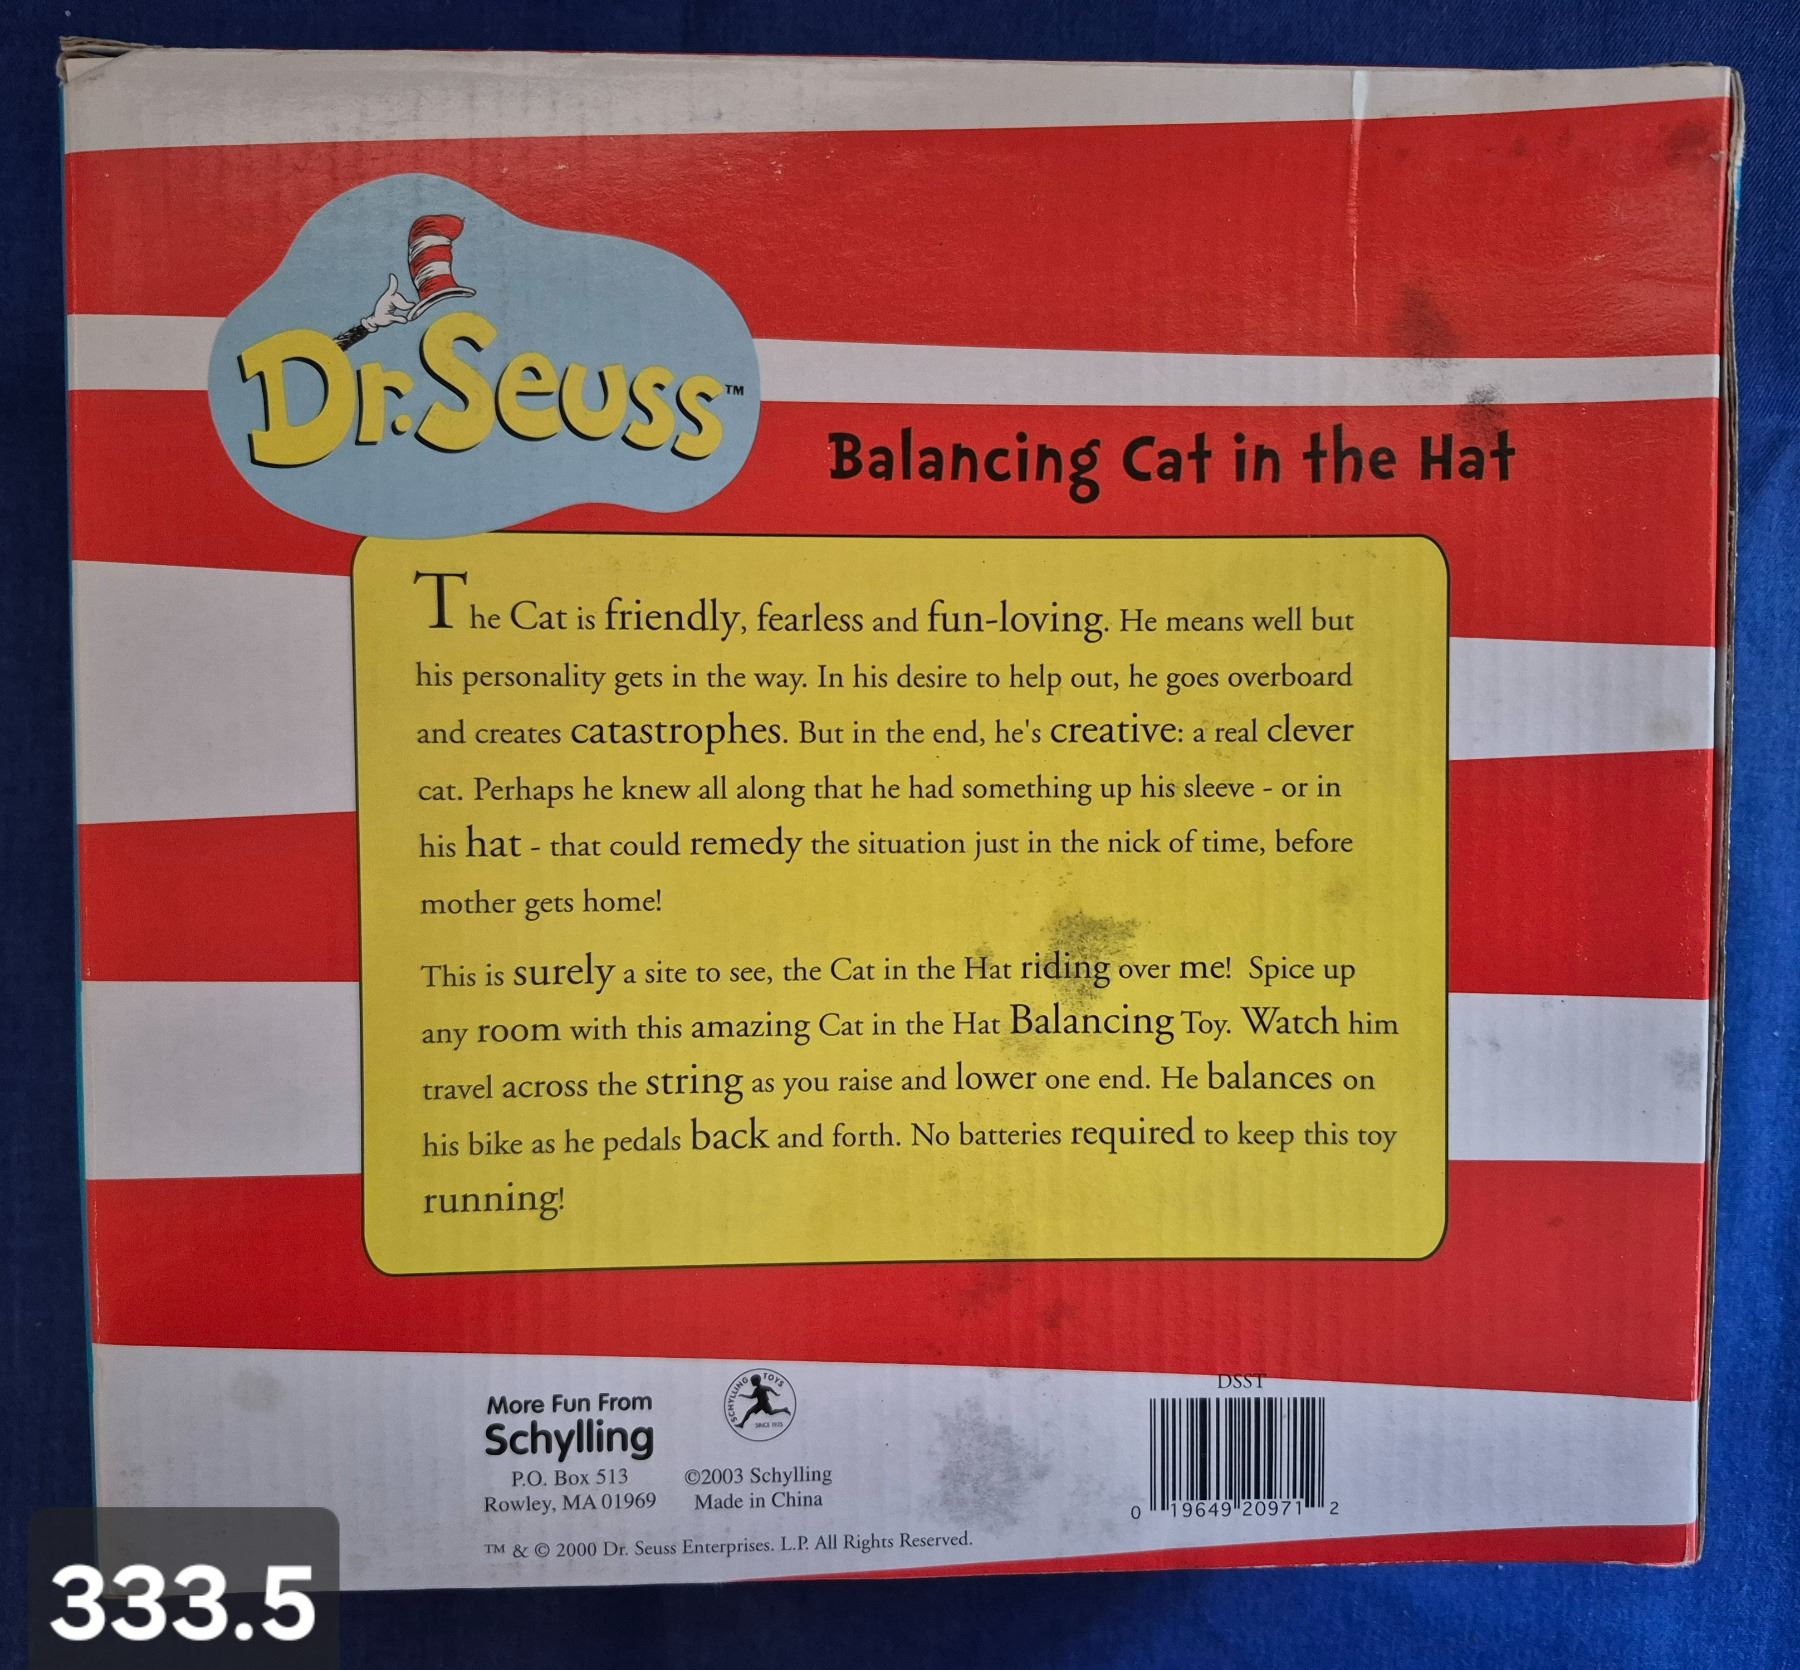 Dr. Seuss™
Balancing Cat in the Hat
The Cat is friendly, fearless and fun-loving. He means well but
his personality gets in the way. In his desire to help out, he goes overboard
and creates catastrophes. But in the end, he's creative: a real clever
cat. Perhaps he knew all along that he had something up his sleeve - or in
his hat - that could remedy the situation just in the nick of time, before
mother gets home!
This is surely a site to see, the Cat in the Hat riding over me! Spice up
any room with this amazing Cat in the Hat Balancing Toy. Watch him
travel across the string as you raise and lower one end. He balances on
his bike as he pedals back and forth. No batteries required to keep this toy
running!
More Fun From
Schylling
P.O. Box 513
Rowley, MA 01969
SCHYLLING TOYS
SINCE 1975
©2003 Schylling
Made in China
DSST
0 19649 20971 2
TM & © 2000 Dr. Seuss Enterprises. L.P. All Rights Reserved.
333.5